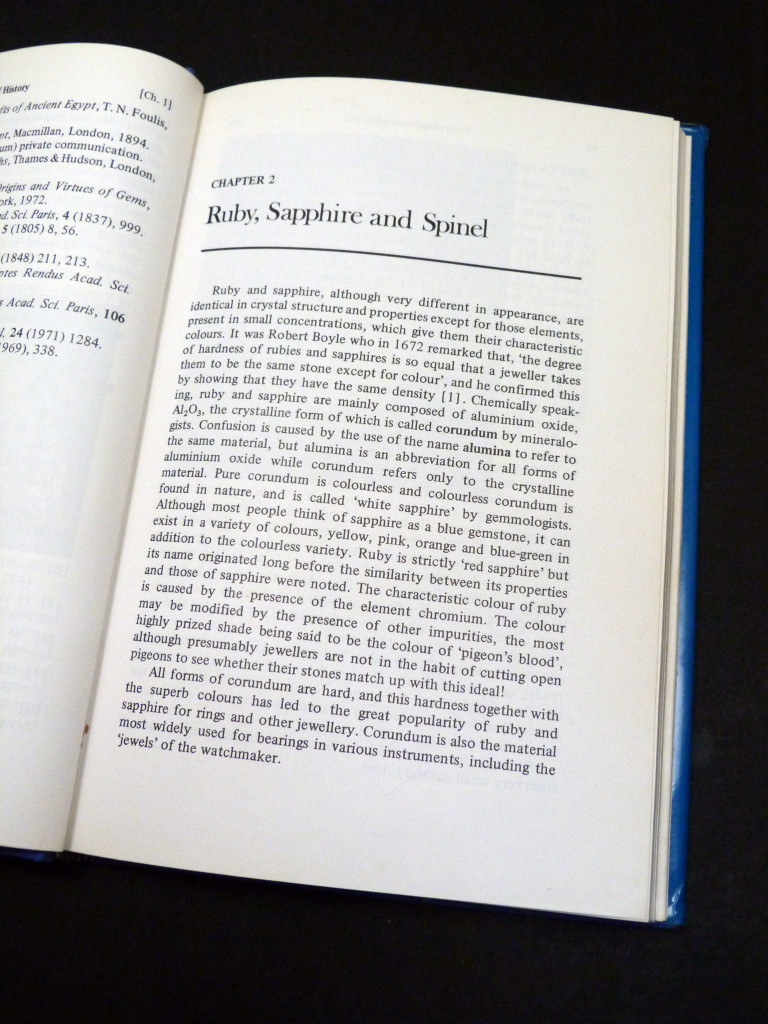 History
[Ch. 1]
of Ancient Egypt, T. N. Foulis,
Macmillan, London, 1894.
private communication.
Thames & Hudson, London,
Origins and Virtues of Gems,
1972.
Sci. Paris, 4 (1837), 999.
5 (1805) 8, 56.
(1848) 211, 213.
Rendus Acad. Sci.
Acad. Sci. Paris, 106
24 (1971) 1284.
338.
CHAPTER 2
Ruby, Sapphire and Spinel
Ruby and sapphire, although very different in appearance, are
identical in crystal structure and properties except for those elements,
present in small concentrations, which give them their characteristic
colours. It was Robert Boyle who in 1672 remarked that, ‘the degree
of hardness of rubies and sapphires is so equal that a jeweller takes
them to be the same stone except for colour’, and he confirmed this
by showing that they have the same density [1]. Chemically speak-
ing, ruby and sapphire are mainly composed of aluminium oxide,
Al₂O₃, the crystalline form of which is called corundum by mineralo-
gists. Confusion is caused by the use of the name alumina to refer to
the same material, but alumina is an abbreviation for all forms of
aluminium oxide while corundum refers only to the crystalline
material. Pure corundum is colourless and colourless corundum is
found in nature, and is called ‘white sapphire’ by gemmologists.
Although most people think of sapphire as a blue gemstone, it can
exist in a variety of colours, yellow, pink, orange and blue-green in
addition to the colourless variety. Ruby is strictly ‘red sapphire’ but
its name originated long before the similarity between its properties
and those of sapphire were noted. The characteristic colour of ruby
is caused by the presence of the element chromium. The colour
may be modified by the presence of other impurities, the most
highly prized shade being said to be the colour of ‘pigeon’s blood’,
although presumably jewellers are not in the habit of cutting open
pigeons to see whether their stones match up with this ideal!
All forms of corundum are hard, and this hardness together with
the superb colours has led to the great popularity of ruby and
sapphire for rings and other jewellery. Corundum is also the material
most widely used for bearings in various instruments, including the
‘jewels’ of the watchmaker.